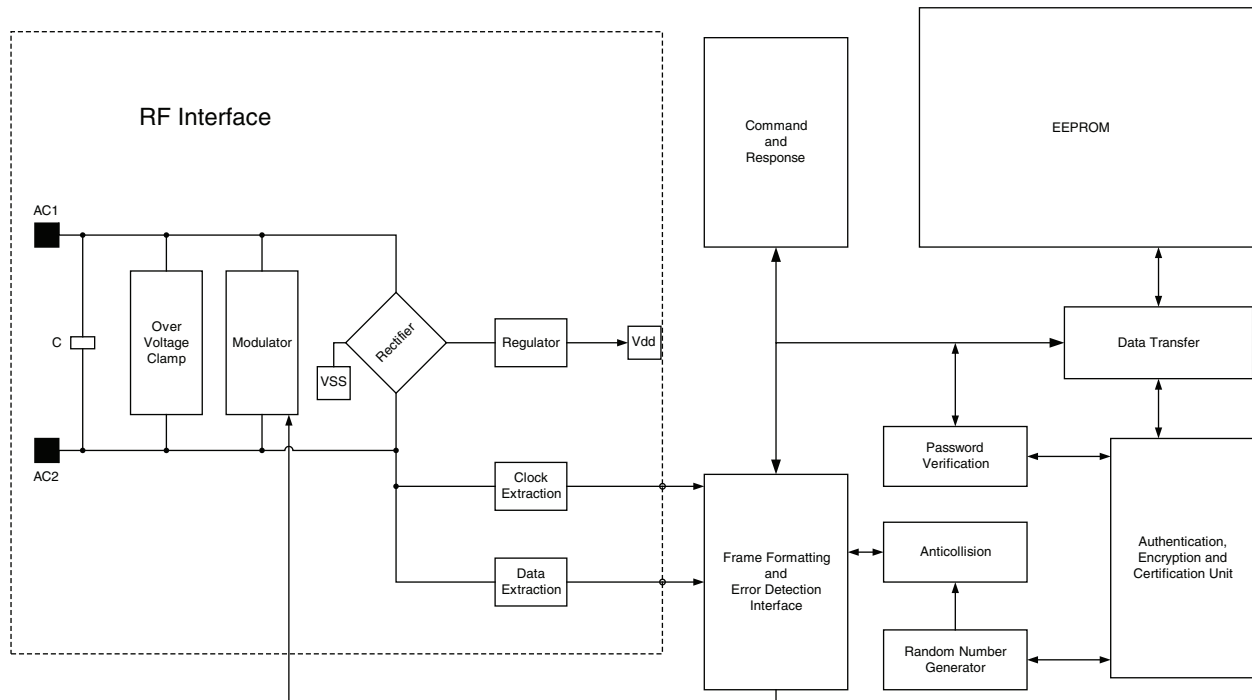 RF Interface
AC1
C
Over
Voltage
Clamp
Modulator
Rectifier
VSS
Regulator
Vdd
AC2
Clock
Extraction
Data
Extraction
Command
and
Response
EEPROM
Data Transfer
Password
Verification
Frame Formatting
and
Error Detection
Interface
Anticollision
Random Number
Generator
Authentication,
Encryption and
Certification Unit